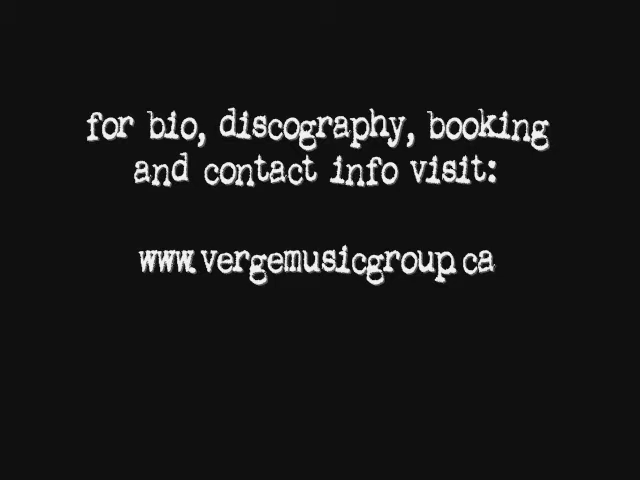 for bio, discography, booking
and contact info visit:
www.vergemusicgroup.ca